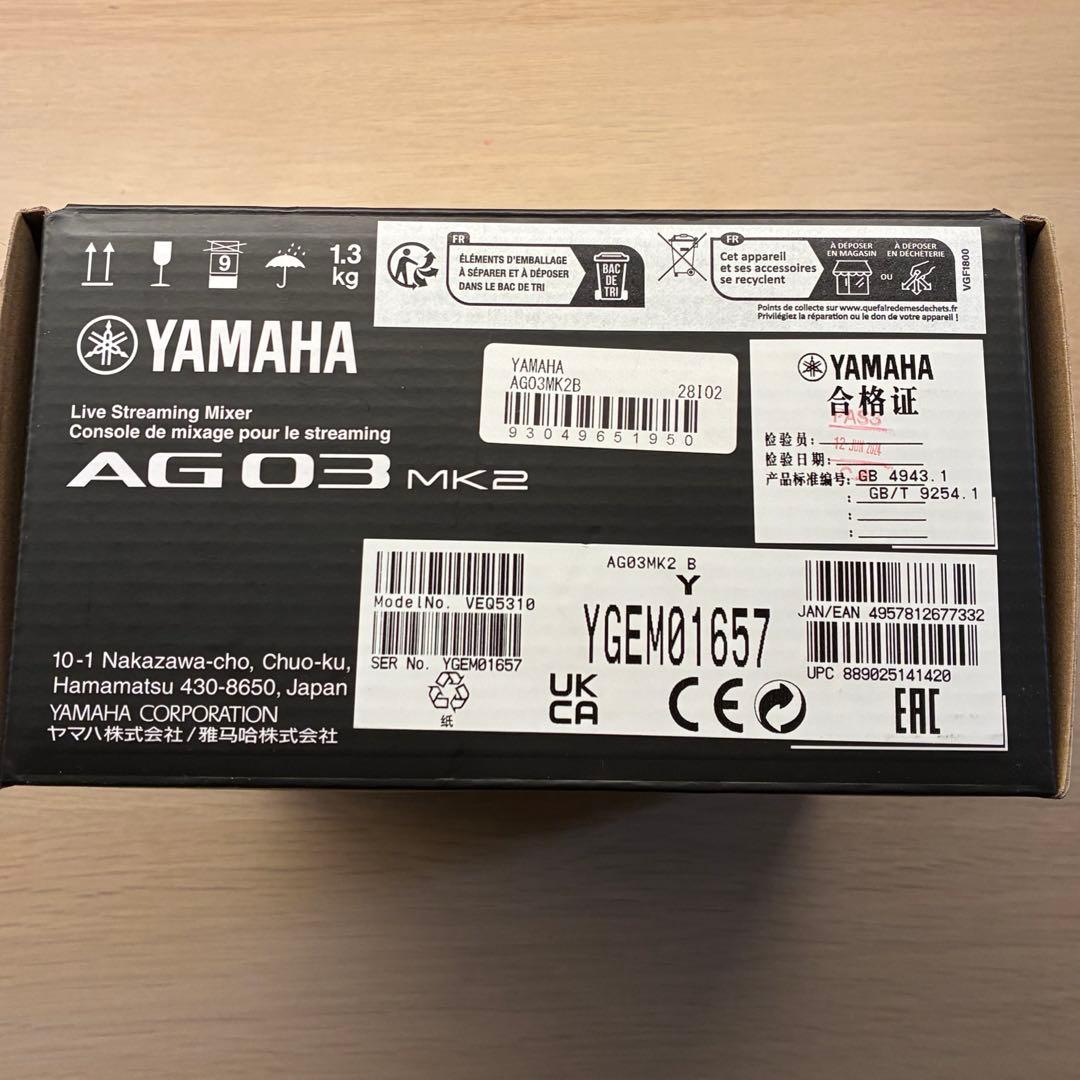 9
1.3
kg
FR
ÉLÉMENTS D'EMBALLAGE
À SÉPARER ET À DÉPOSER
DANS LE BAC DE TRI
BAC
DE
TRI
FR
Cet appareil
et ses accessoires
se recyclent
À DÉPOSER
EN MAGASIN
OU
À DÉPOSER
EN DÉCHÈTERIE
Points de collecte sur www.quefairedemesdechets.fr
Privilégiez la réparation ou le don de votre appareil !
VGF1800
YAMAHA
Live Streaming Mixer
Console de mixage pour le streaming
AG03 MK2
YAMAHA
AG03MK2B
28I02
93049651950
YAMAHA
合格证
PASS
检验员:
12 JUN 2024
检验日期:
产品标准编号: GB 4943.1
: GB/T 9254.1
:
:
ModelNo. VEQ5310
SER No. YGEM01657
纸
AG03MK2 B
Y
YGEM01657
UK
CA
CE
JAN/EAN 4957812677332
UPC 889025141420
EAC
10-1 Nakazawa-cho, Chuo-ku,
Hamamatsu 430-8650, Japan
YAMAHA CORPORATION
ヤマハ株式会社/雅马哈株式会社